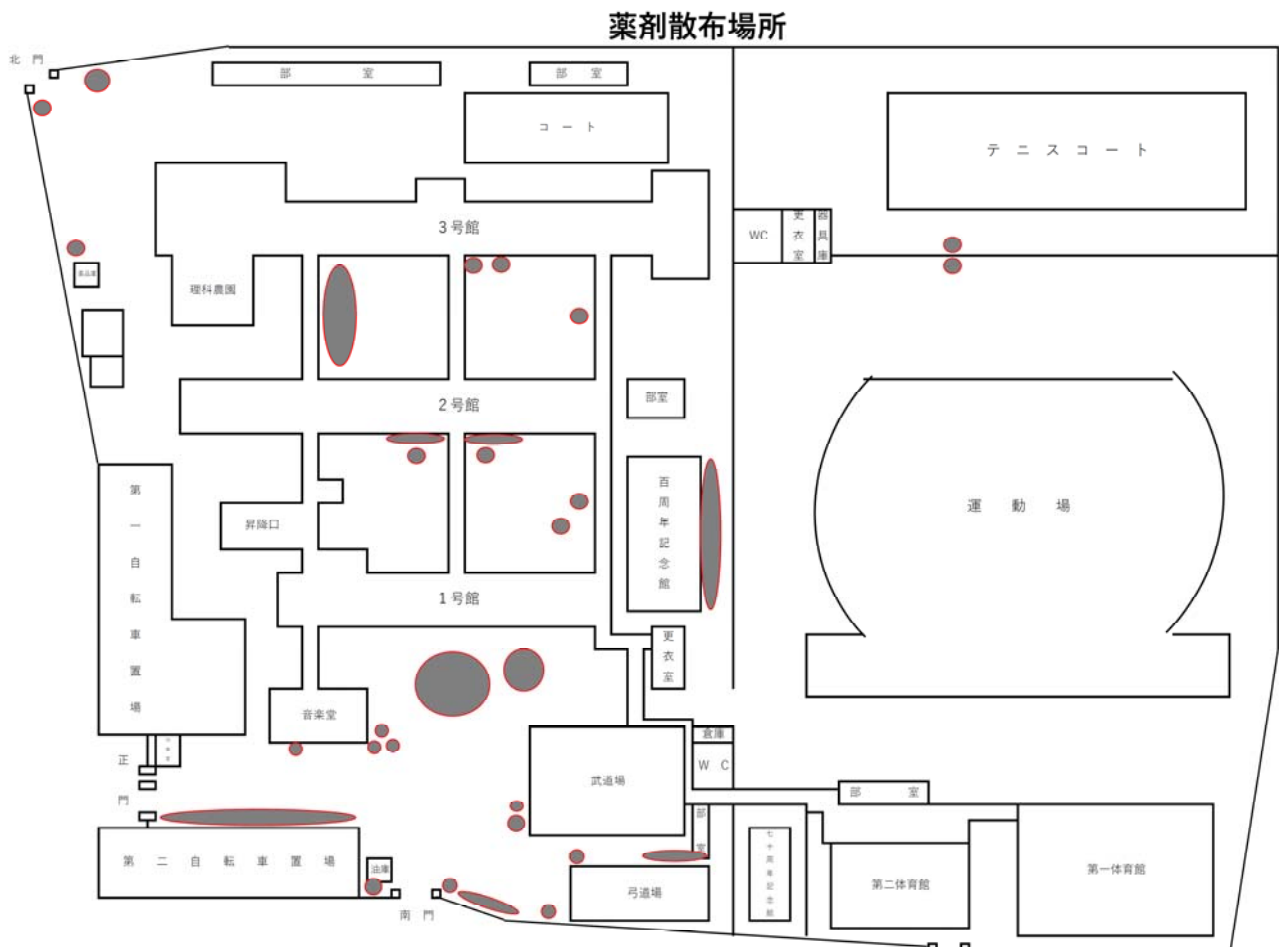 薬剤散布場所
北 門
部 室
部 室
コ ー ト
テ ニ ス コ ー ト
3号館
WC
更衣室
器具庫
理科農園
2号館
部室
第一自転車置場
百周年記念館
運 動 場
昇降口
1号館
更衣室
音楽堂
倉庫
W C
正門
武道場
部 室
部室
七十周年記念館
第 二 自 転 車 置 場
油庫
第二体育館
第一体育館
弓道場
南 門